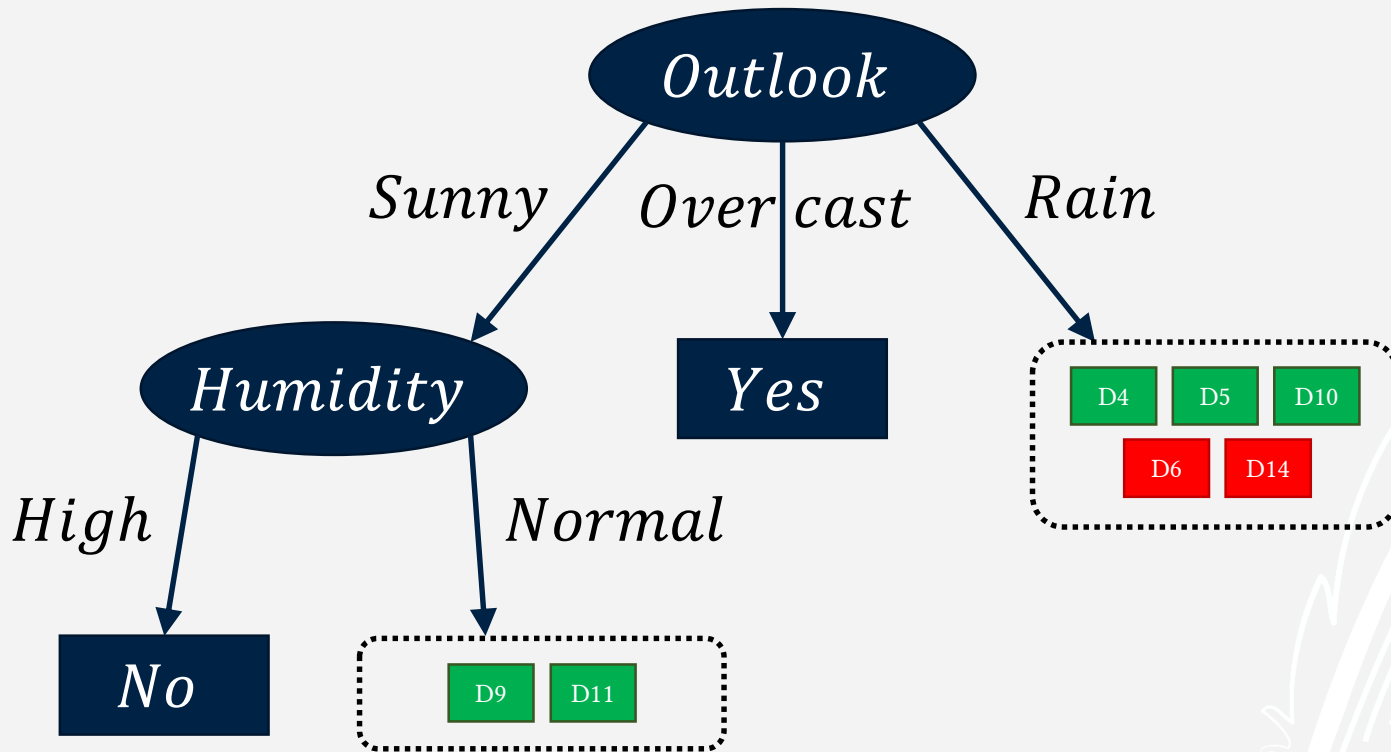 Outlook
Sunny
Over cast
Rain
Humidity
Yes
D4 D5 D10
D6 D14
High
Normal
No
D9 D11